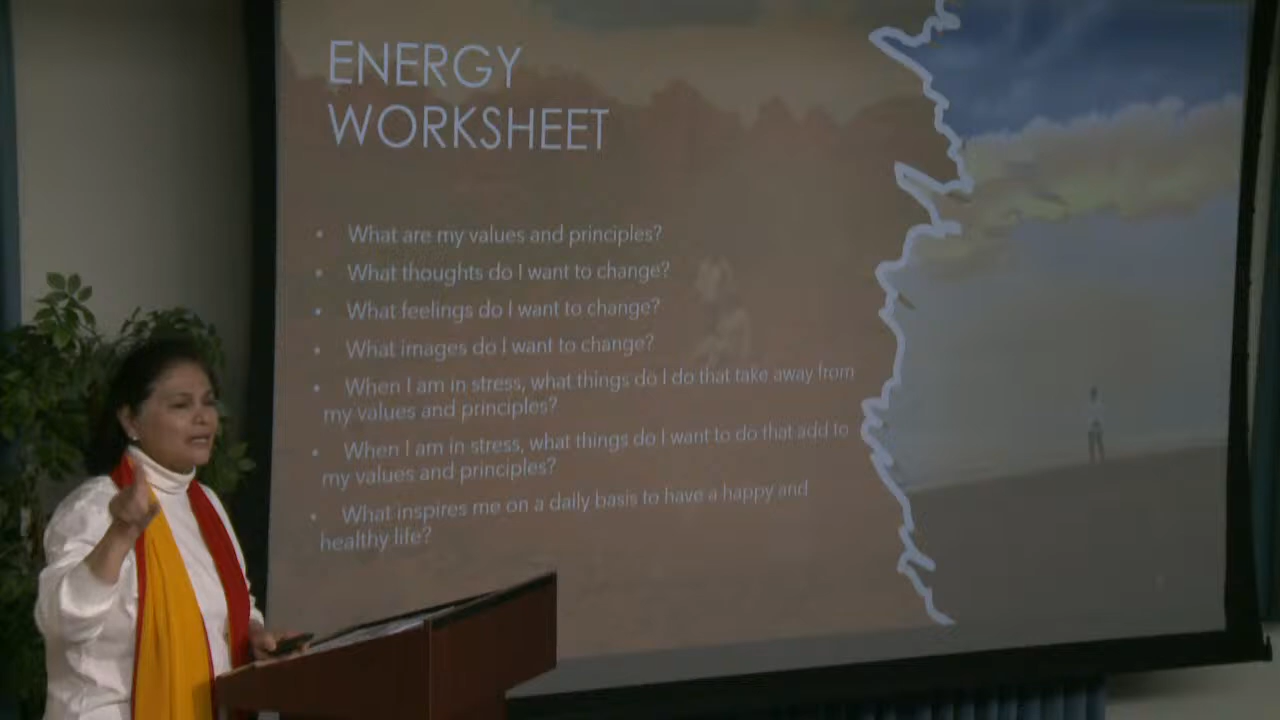 ENERGY
WORKSHEET
• What are my values and principles?
• What thoughts do I want to change?
• What feelings do I want to change?
• What images do I want to change?
• When I am in stress, what things do I do that take away from
my values and principles?
• When I am in stress, what things do I want to do that add to
my values and principles?
• What inspires me on a daily basis to have a happy and
healthy life?